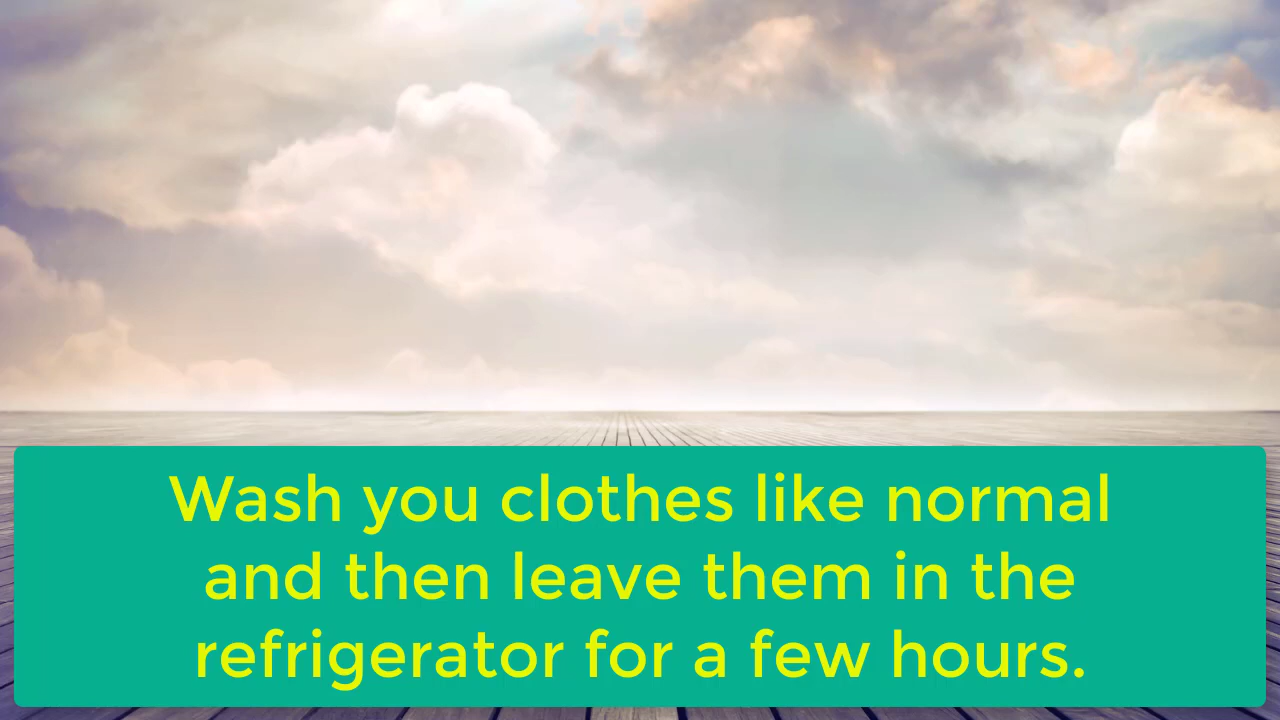 Wash you clothes like normal
and then leave them in the
refrigerator for a few hours.